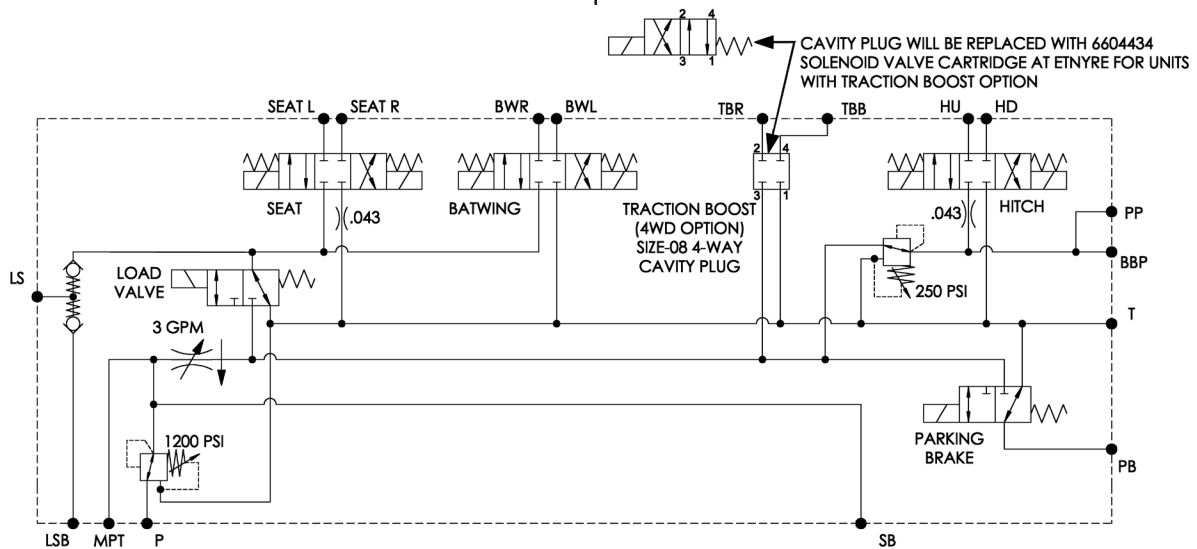 2 4
3 1
CAVITY PLUG WILL BE REPLACED WITH 6604434
SOLENOID VALVE CARTRIDGE AT ETNYRE FOR UNITS
WITH TRACTION BOOST OPTION
SEAT L SEAT R BWR BWL TBR TBB HU HD
2 4
3 1
SEAT
.043
BATWING
TRACTION BOOST
(4WD OPTION)
SIZE-08 4-WAY
CAVITY PLUG
.043
HITCH
PP
BBP
LS
LOAD
VALVE
250 PSI
T
3 GPM
1200 PSI
PARKING
BRAKE
PB
LSB MPT P SB